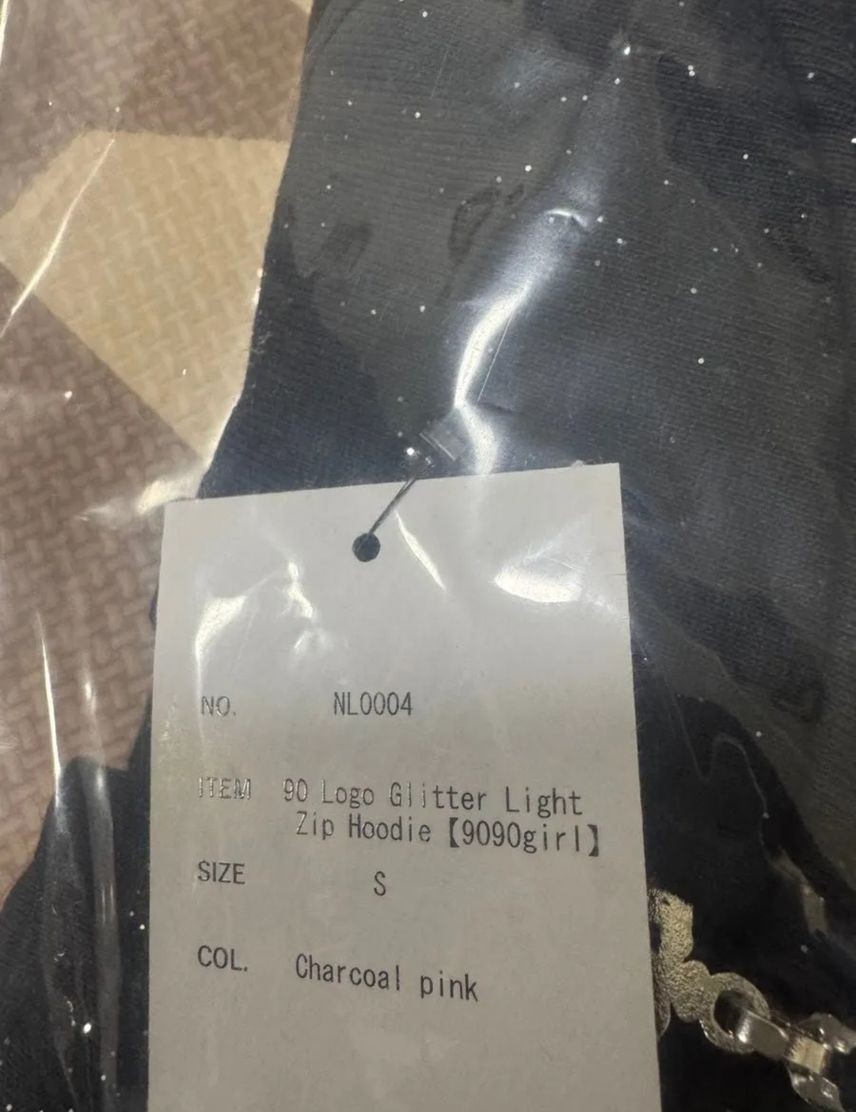 NO. NL0004
ITEM 90 Logo Glitter Light
Zip Hoodie【9090girl】
SIZE S
COL. Charcoal pink